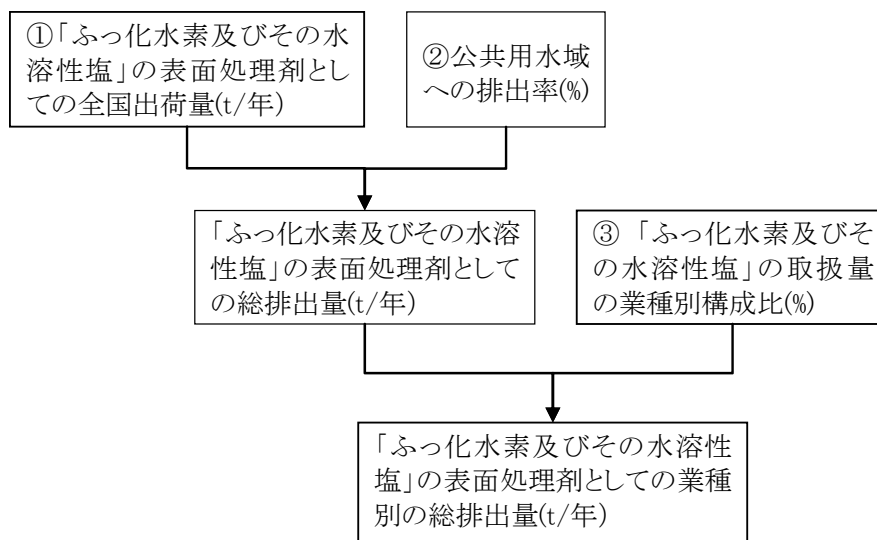 ①「ふっ化水素及びその水
溶性塩」の表面処理剤とし
ての全国出荷量(t/年)
②公共用水域
への排出率(%)
「ふっ化水素及びその水溶
性塩」の表面処理剤として
の総排出量(t/年)
③ 「ふっ化水素及びそ
の水溶性塩」の取扱量
の業種別構成比(%)
「ふっ化水素及びその水溶性
塩」の表面処理剤としての業種
別の総排出量(t/年)